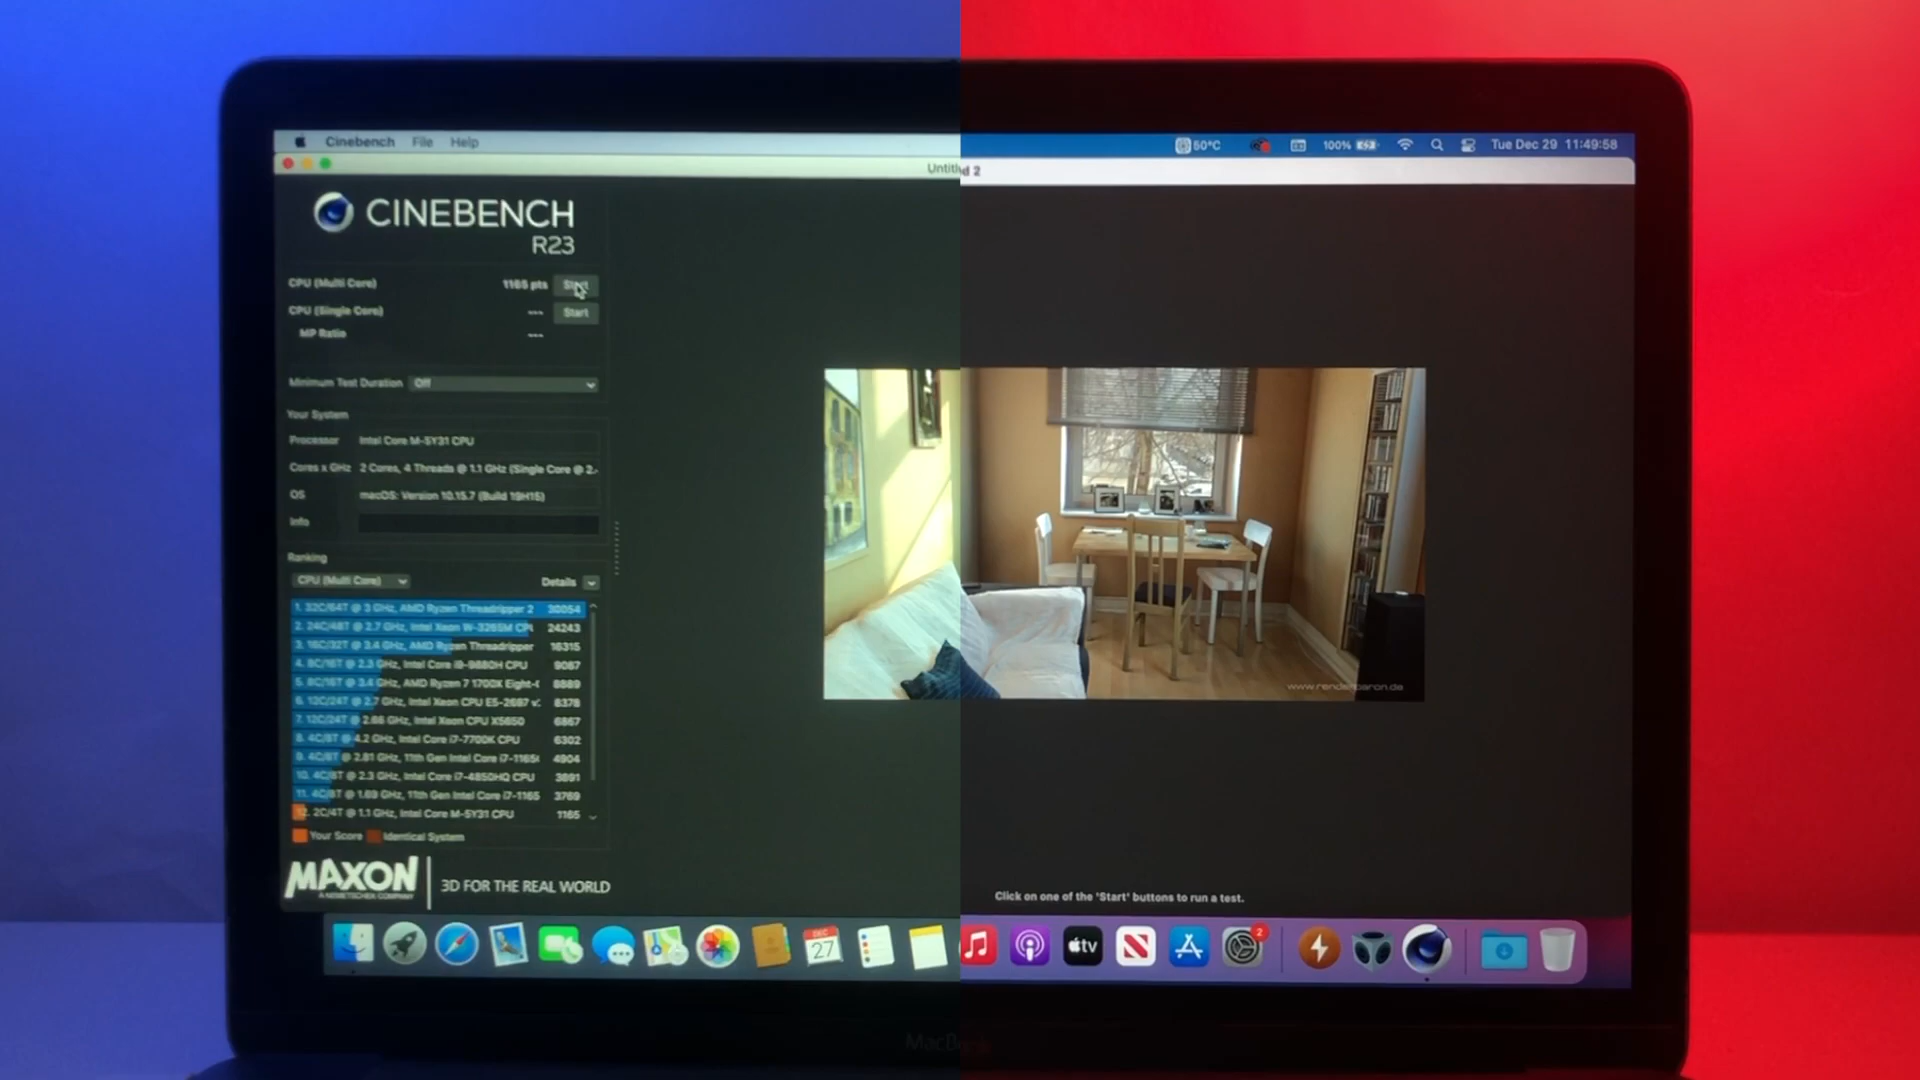 Cinebench File Help
50°C 100% Tue Dec 29 11:49:58
Untitl d 2
CINEBENCH
R23
CPU (Multi Core) 1165 pts Start
CPU (Single Core) --- Start
MP Ratio ---
Minimum Test Duration Off
Your System
Processor Intel Core M-5Y31 CPU
Cores x GHz 2 Cores, 4 Threads @ 1.1 GHz (Single Core @ 2.
OS macOS: Version 10.15.7 (Build 19H15)
Info
Ranking
CPU (Multi Core) Details
1. 32C/64T @ 3 GHz, AMD Ryzen Threadripper 2 30054
2. 24C/48T @ 2.7 GHz, Intel Xeon W-3265M CPU 24243
3. 16C/32T @ 3.4 GHz, AMD Ryzen Threadripper 16315
4. 8C/16T @ 2.3 GHz, Intel Core i9-9880H CPU 9087
5. 8C/16T @ 3.4 GHz, AMD Ryzen 7 1700X Eight- 8889
6. 12C/24T @ 2.7 GHz, Intel Xeon CPU E5-2697 v2 8378
7. 12C/24T @ 2.66 GHz, Intel Xeon CPU X5650 6867
8. 4C/8T @ 4.2 GHz, Intel Core i7-7700K CPU 6302
9. 4C/8T @ 2.81 GHz, 11th Gen Intel Core i7-1165 4904
10. 4C/8T @ 2.3 GHz, Intel Core i7-4850HQ CPU 3691
11. 4C/8T @ 1.69 GHz, 11th Gen Intel Core i7-1165 3769
12. 2C/4T @ 1.1 GHz, Intel Core M-5Y31 CPU 1165
Your Score Identical System
MAXON
A NEMETSCHEK COMPANY
3D FOR THE REAL WORLD
www.renderbaron.de
Click on one of the 'Start' buttons to run a test.
DEC
27
tv
2
MacB